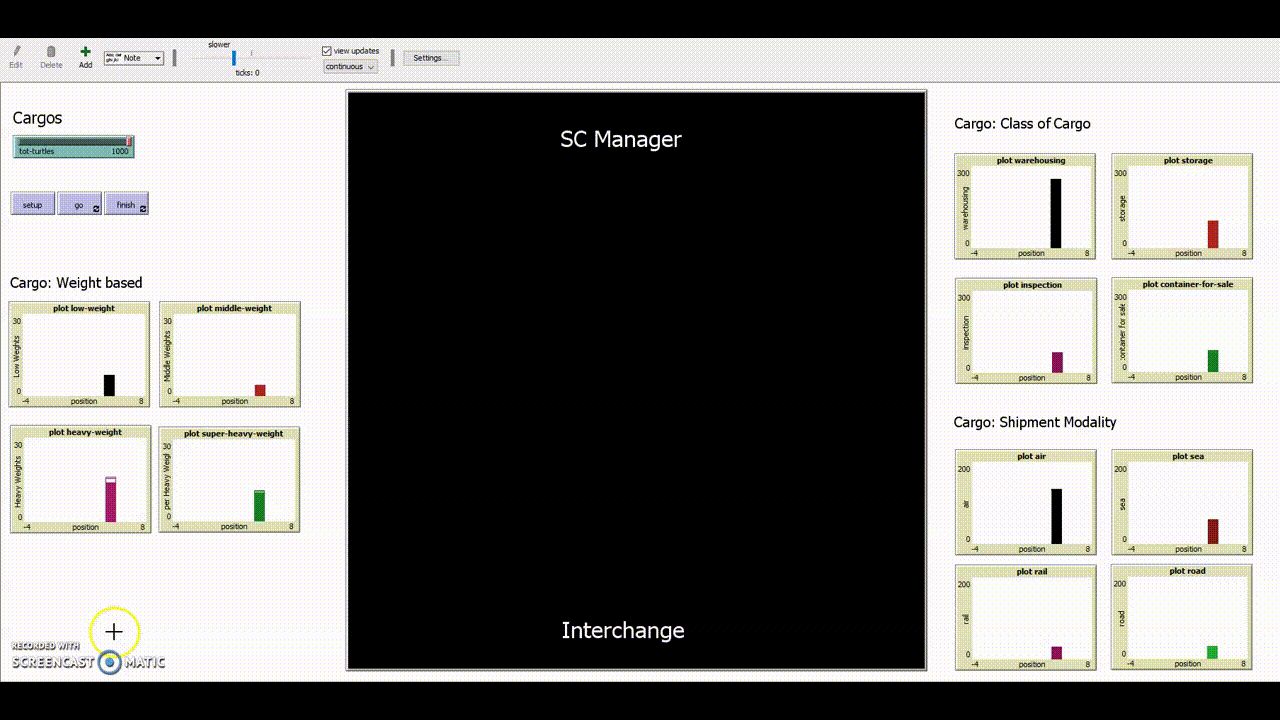 Edit
Delete
Add
Note
slower
ticks: 0
view updates
continuous
Settings...
Cargos
tot-turtles 1000
setup
go
finish
Cargo: Weight based
plot low-weight
30
Low Weights
0
-4 position 8
plot middle-weight
30
Middle Weights
0
-4 position 8
plot heavy-weight
30
Heavy Weights
0
-4 position 8
plot super-heavy-weight
30
per Heavy Weigl
0
-4 position 8
RECORDED WITH
SCREENCAST MATIC
SC Manager
Interchange
Cargo: Class of Cargo
plot warehousing
300
warehousing
0
-4 position 8
plot storage
300
storage
0
-4 position 8
plot inspection
300
inspection
0
-4 position 8
plot container-for-sale
300
container for sale
0
-4 position 8
Cargo: Shipment Modality
plot air
200
air
0
-4 position 8
plot sea
200
sea
0
-4 position 8
plot rail
200
rail
0
-4 position 8
plot road
200
road
0
-4 position 8